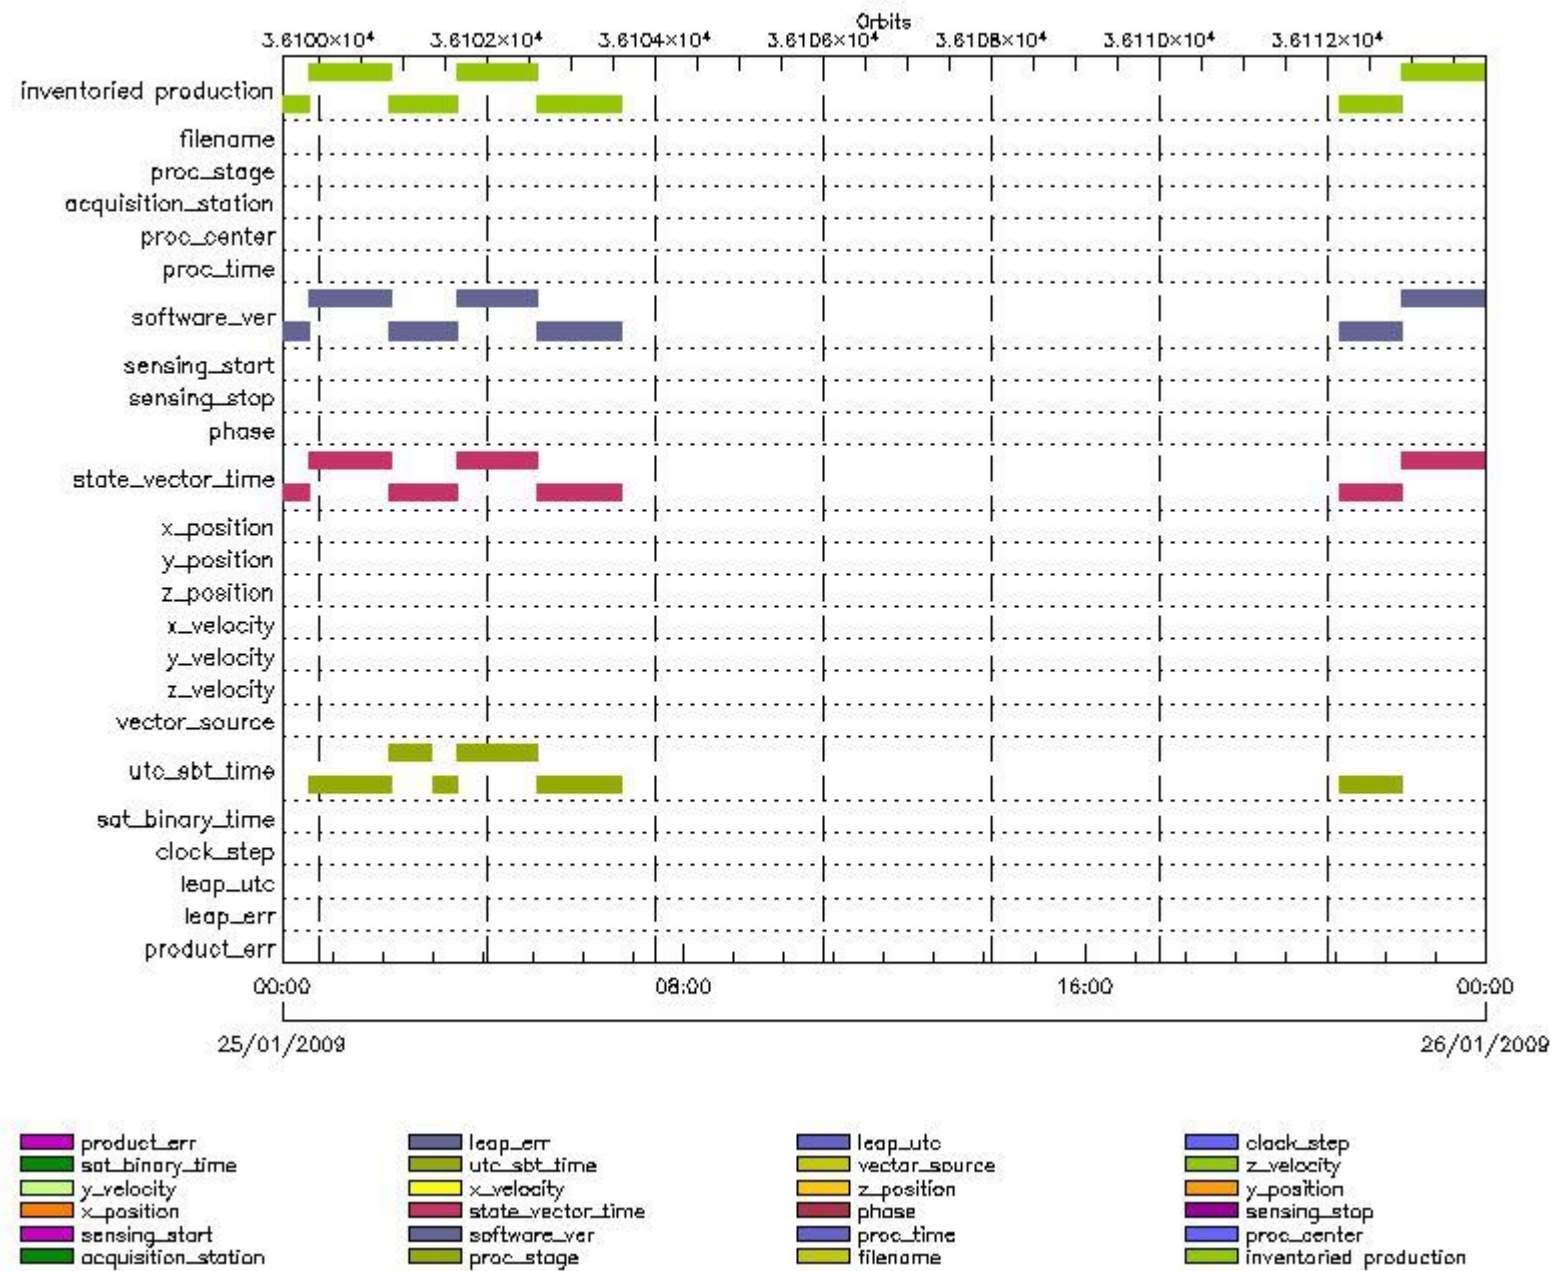 Orbits
3.6100×10⁴ 3.6102×10⁴ 3.6104×10⁴ 3.6106×10⁴ 3.6108×10⁴ 3.6110×10⁴ 3.6112×10⁴
inventoried production
filename
proc_stage
acquisition_station
proc_center
proc_time
software_ver
sensing_start
sensing_stop
phase
state_vector_time
x_position
y_position
z_position
x_velocity
y_velocity
z_velocity
vector_source
utc_sbt_time
sat_binary_time
clock_step
leap_utc
leap_err
product_err
00:00 08:00 16:00 00:00
25/01/2009 26/01/2009
product_err leap_err leap_utc clock_step
sat_binary_time utc_sbt_time vector_source z_velocity
y_velocity x_velocity z_position y_position
x_position state_vector_time phase sensing_stop
sensing_start software_ver proc_time proc_center
acquisition_station proc_stage filename inventoried production